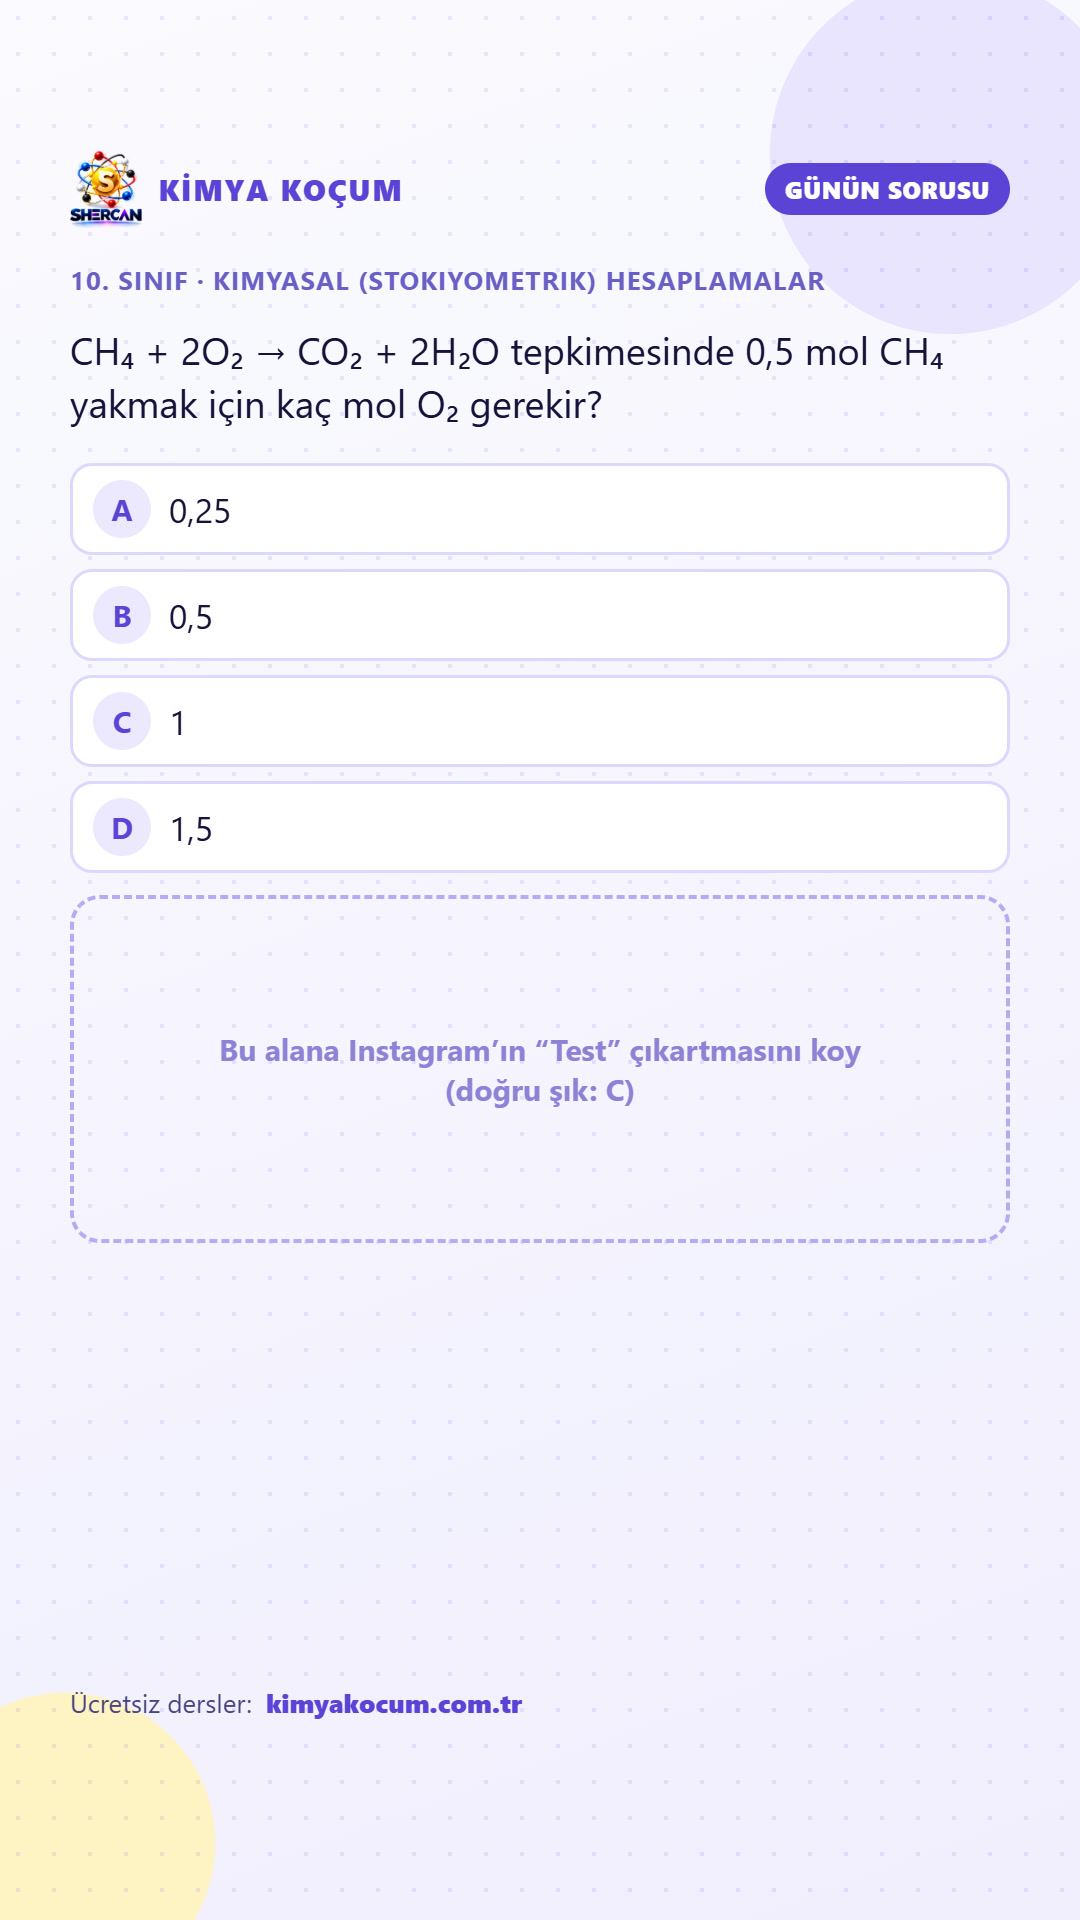 SHERCAN
KİMYA KOÇUM
GÜNÜN SORUSU
10. SINIF · KIMYASAL (STOKIYOMETRIK) HESAPLAMALAR
CH₄ + 2O₂ → CO₂ + 2H₂O tepkimesinde 0,5 mol CH₄
yakmak için kaç mol O₂ gerekir?
A 0,25
B 0,5
C 1
D 1,5
Bu alana Instagram’ın “Test” çıkartmasını koy
(doğru şık: C)
Ücretsiz dersler: kimyakocum.com.tr